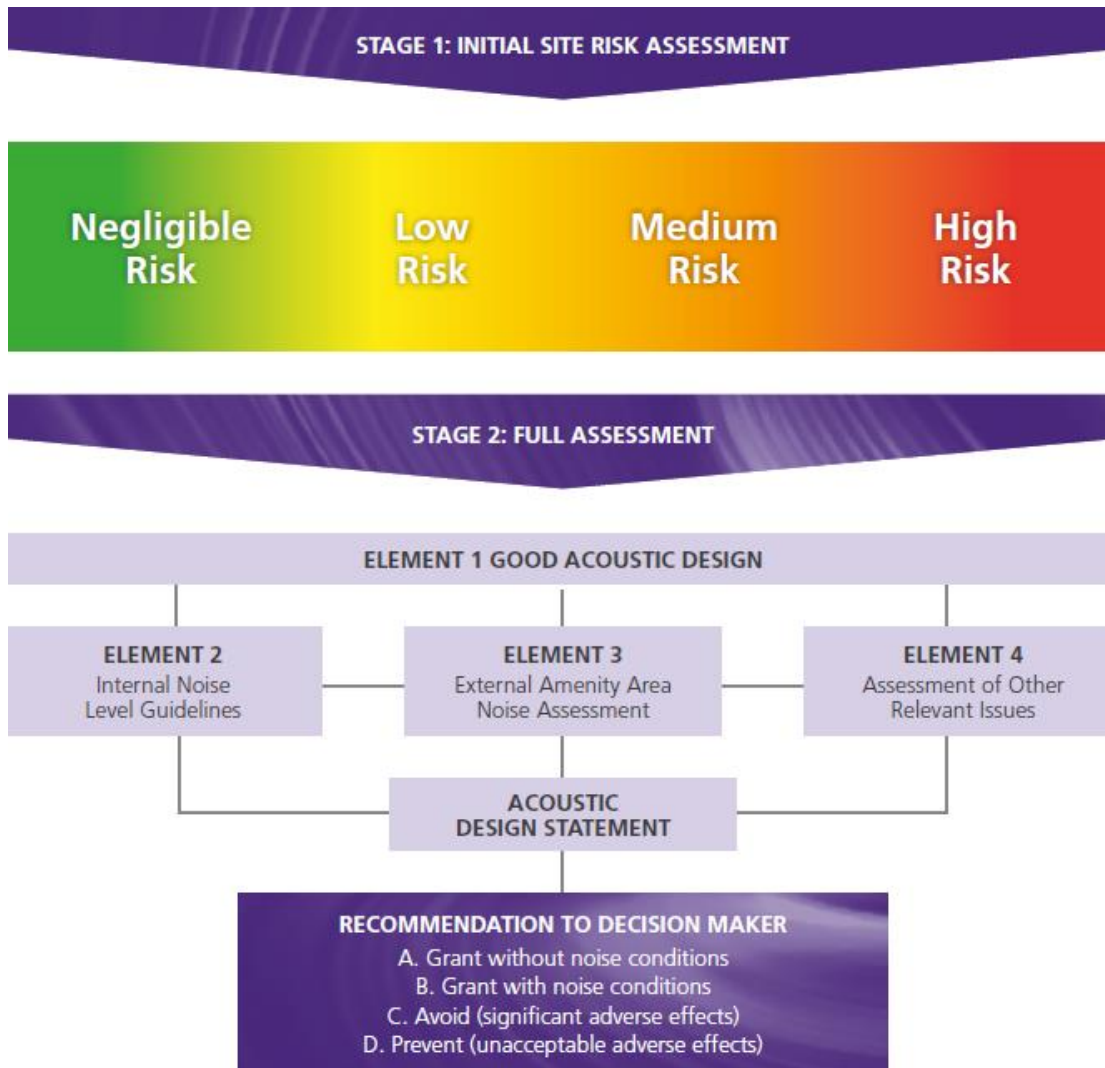 STAGE 1: INITIAL SITE RISK ASSESSMENT
Negligible
Risk
Low
Risk
Medium
Risk
High
Risk
STAGE 2: FULL ASSESSMENT
ELEMENT 1 GOOD ACOUSTIC DESIGN
ELEMENT 2
Internal Noise
Level Guidelines
ELEMENT 3
External Amenity Area
Noise Assessment
ELEMENT 4
Assessment of Other
Relevant Issues
ACOUSTIC
DESIGN STATEMENT
RECOMMENDATION TO DECISION MAKER
A. Grant without noise conditions
B. Grant with noise conditions
C. Avoid (significant adverse effects)
D. Prevent (unacceptable adverse effects)